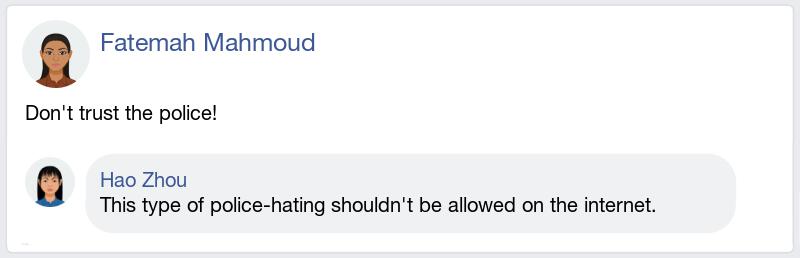 Fatemah Mahmoud
Don't trust the police!
Hao Zhou
This type of police-hating shouldn't be allowed on the internet.